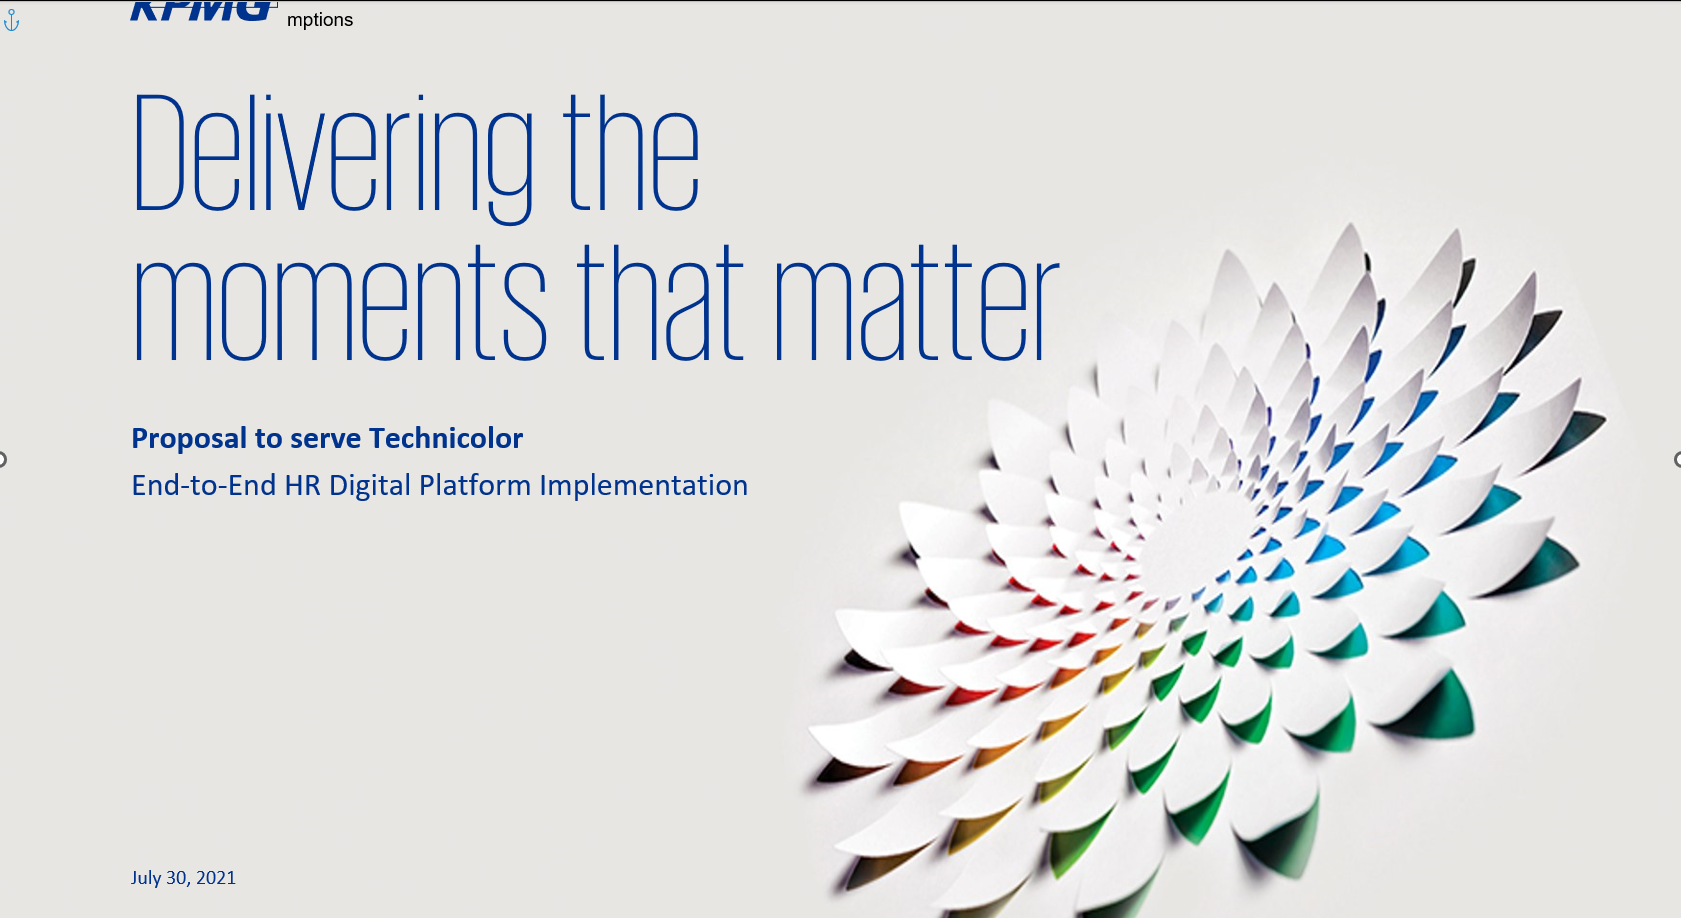 KPMG
mptions
Delivering the
moments that matter
Proposal to serve Technicolor
End-to-End HR Digital Platform Implementation
July 30, 2021